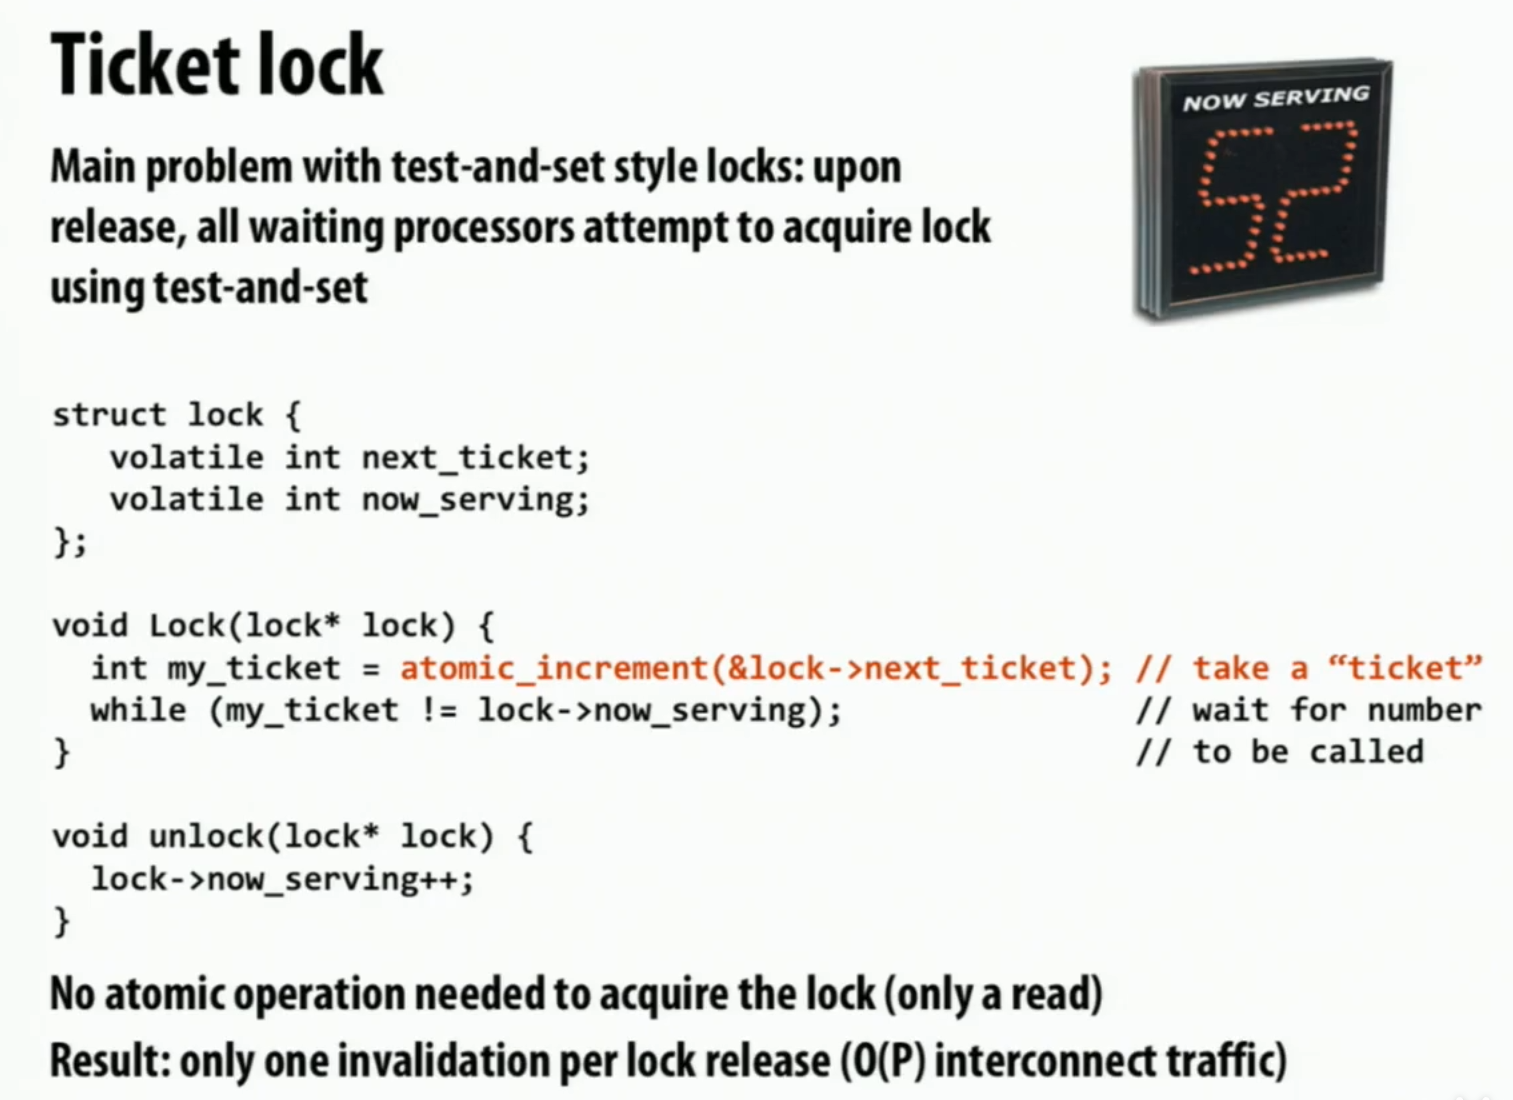 Ticket lock
NOW SERVING
52
Main problem with test-and-set style locks: upon
release, all waiting processors attempt to acquire lock
using test-and-set
struct lock {
   volatile int next_ticket;
   volatile int now_serving;
};
void Lock(lock* lock) {
  int my_ticket = atomic_increment(&lock->next_ticket); // take a “ticket”
  while (my_ticket != lock->now_serving);               // wait for number
}                                                       // to be called
void unlock(lock* lock) {
  lock->now_serving++;
}
No atomic operation needed to acquire the lock (only a read)
Result: only one invalidation per lock release (O(P) interconnect traffic)